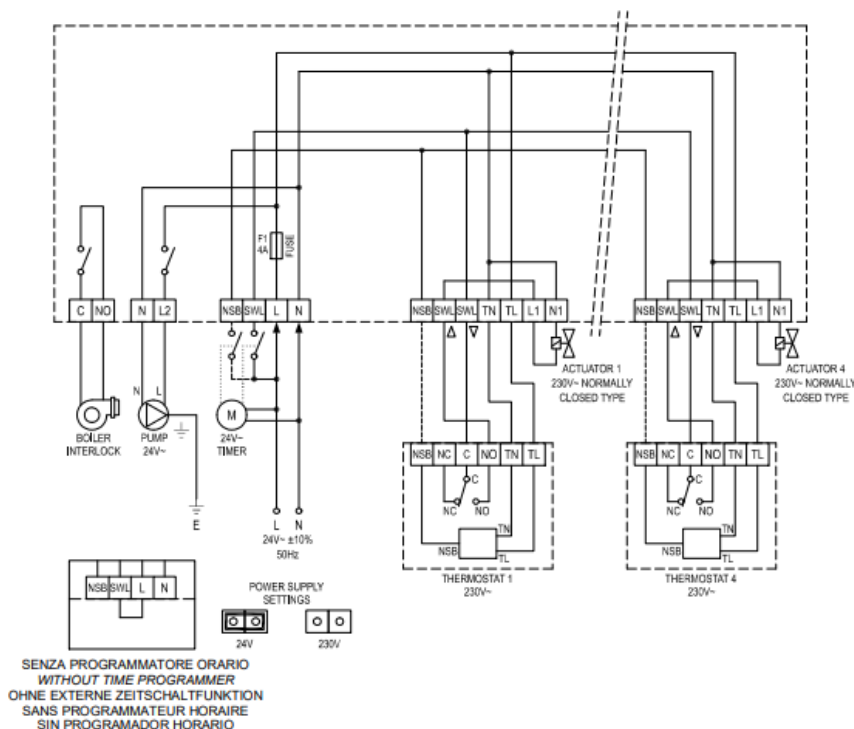 F1
4A
FUSE
C NO
N L2
NSB SWL L N
NSB SWL SWL TN TL L1 N1
NSB SWL SWL TN TL L1 N1
ACTUATOR 1
230V~ NORMALLY
CLOSED TYPE
ACTUATOR 4
230V~ NORMALLY
CLOSED TYPE
N L
BOILER
INTERLOCK
PUMP
24V~
M
24V~
TIMER
E
L N
24V~ ±10%
50Hz
NSB NC C NO TN TL
C
NC NO
TN
NSB
TL
THERMOSTAT 1
230V~
NSB NC C NO TN TL
C
NC NO
TN
NSB
TL
THERMOSTAT 4
230V~
NSB SWL L N
POWER SUPPLY
SETTINGS
24V 230V
SENZA PROGRAMMATORE ORARIO
WITHOUT TIME PROGRAMMER
OHNE EXTERNE ZEITSCHALTFUNKTION
SANS PROGRAMMATEUR HORAIRE
SIN PROGRAMADOR HORARIO